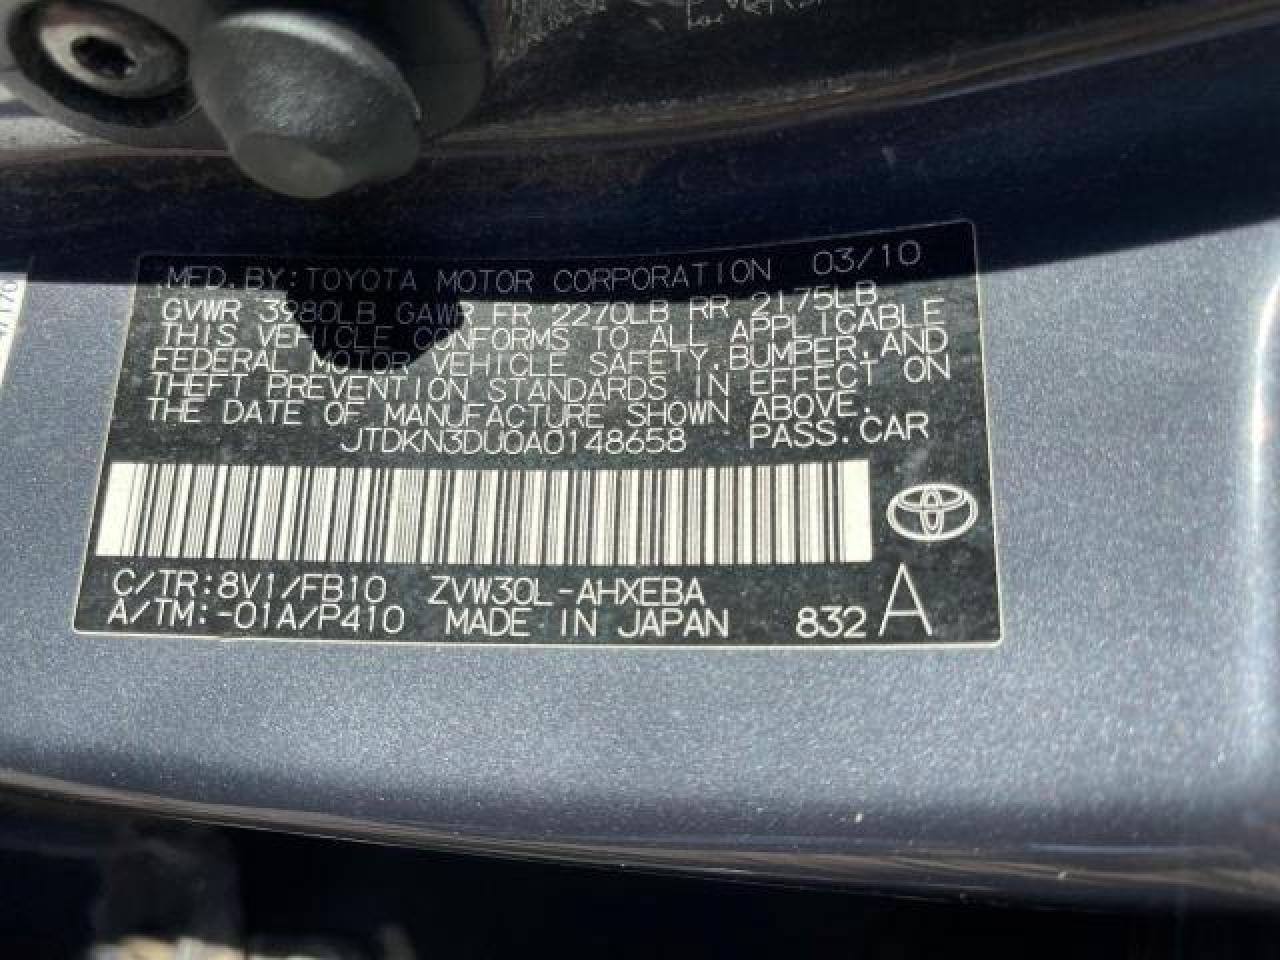 MFD. BY: TOYOTA MOTOR CORPORATION 03/10
GVWR 3980LB GAWR FR 2270LB RR 2175LB
THIS VEHICLE CONFORMS TO ALL APPLICABLE
FEDERAL MOTOR VEHICLE SAFETY, BUMPER, AND
THEFT PREVENTION STANDARDS IN EFFECT ON
THE DATE OF MANUFACTURE SHOWN ABOVE.
JTDKN3DU0A0148658 PASS. CAR
C/TR: 8V1/FB10 ZVW30L-AHXEBA
A/TM: -01A/P410 MADE IN JAPAN 832 A